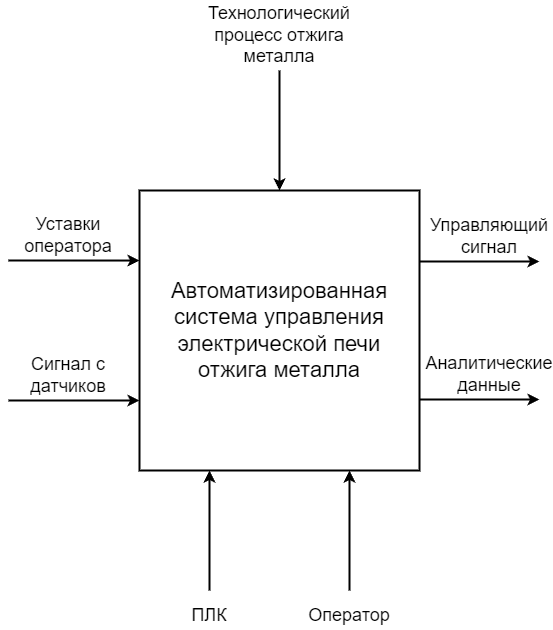 Технологический
процесс отжига
металла
Уставки
оператора
Управляющий
сигнал
Автоматизированная
система управления
электрической печи
отжига металла
Сигнал с
датчиков
Аналитические
данные
ПЛК
Оператор